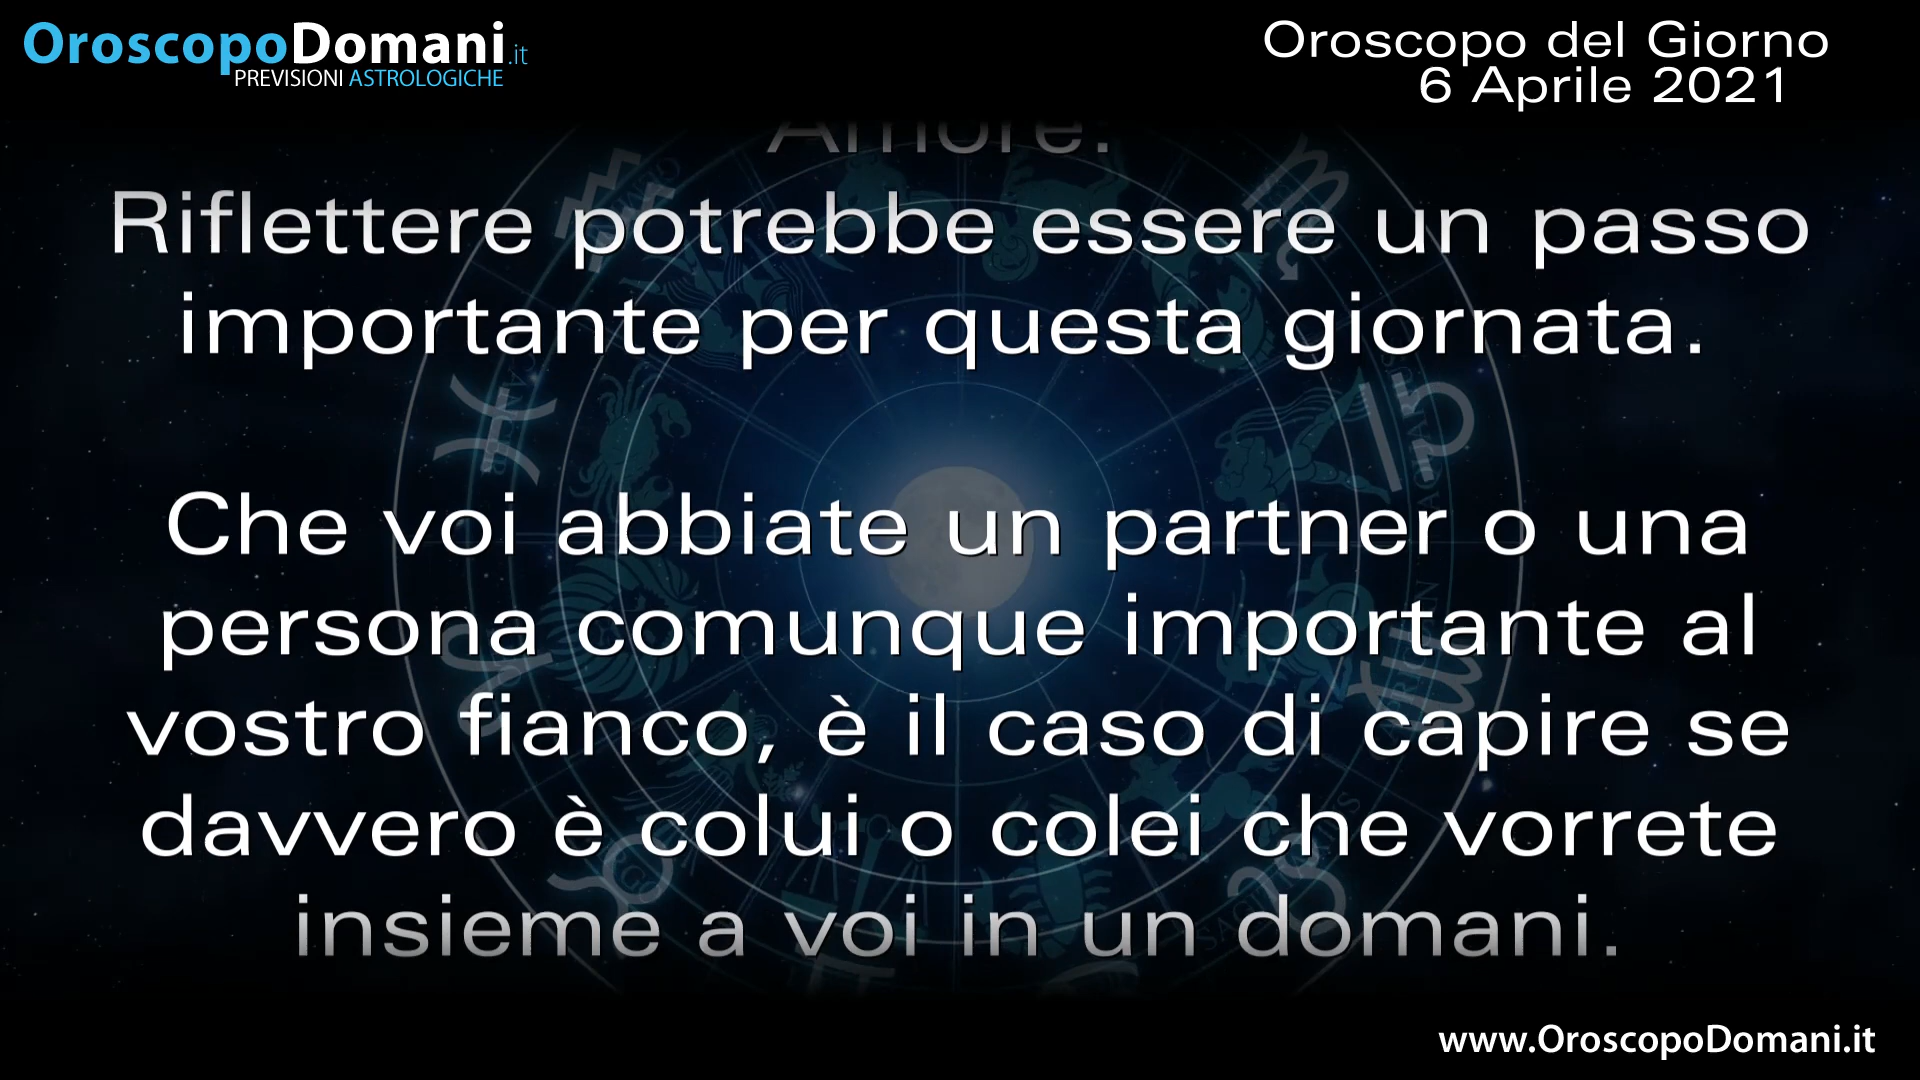 OroscopoDomani.it
PREVISIONI ASTROLOGICHE
Oroscopo del Giorno
6 Aprile 2021
Amore:
Riflettere potrebbe essere un passo
importante per questa giornata.
Che voi abbiate un partner o una
persona comunque importante al
vostro fianco, è il caso di capire se
davvero è colui o colei che vorrete
insieme a voi in un domani.
www.OroscopoDomani.it